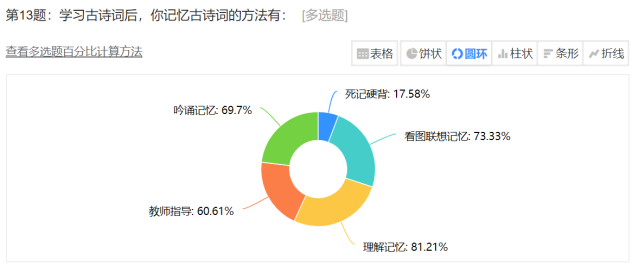 第13题：学习古诗词后，你记忆古诗词的方法有： [多选题]
查看多选题百分比计算方法
表格 饼状 圆环 柱状 条形 折线
死记硬背: 17.58%
吟诵记忆: 69.7%
看图联想记忆: 73.33%
教师指导: 60.61%
理解记忆: 81.21%